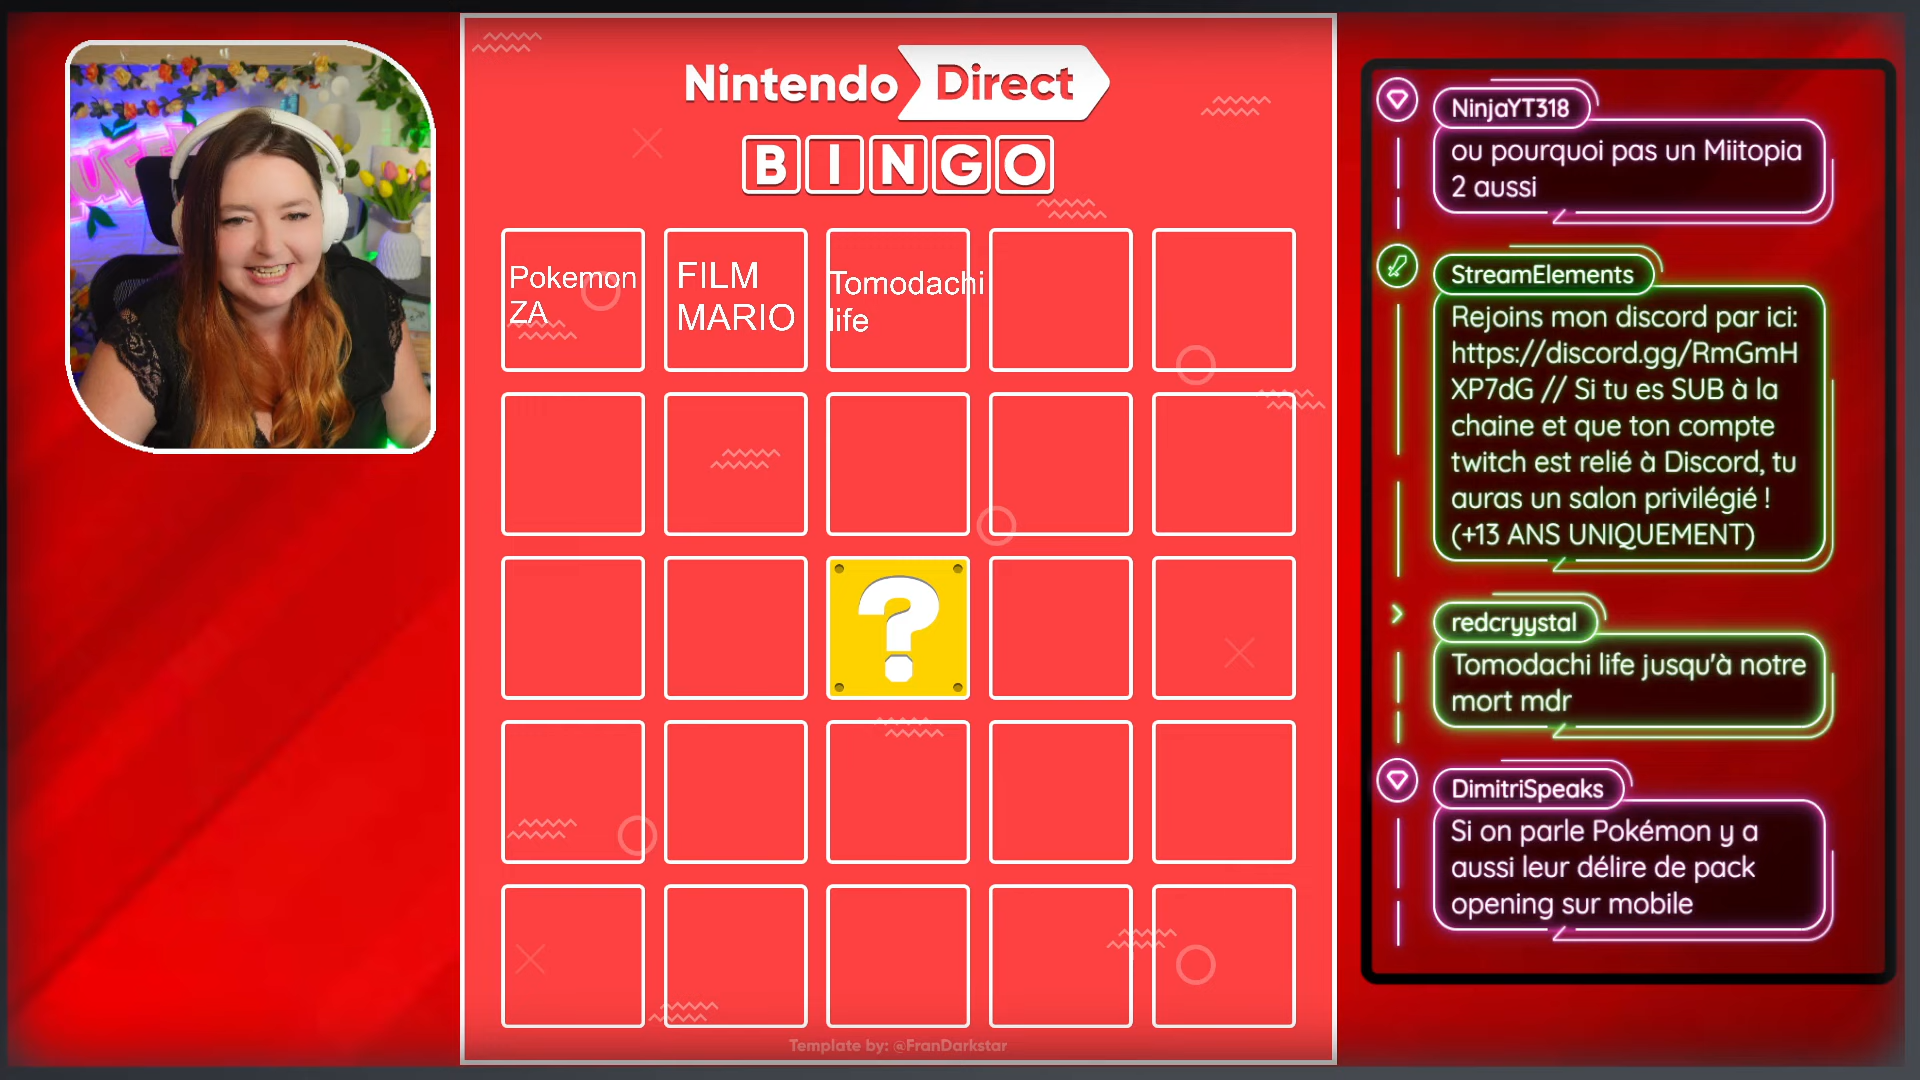 Nintendo Direct
BINGO
Pokemon
ZA
FILM
MARIO
Tomodachi
life
?
Template by: @FranDarkstar
NinjaYT318
ou pourquoi pas un Miitopia
2 aussi
StreamElements
Rejoins mon discord par ici:
https://discord.gg/RmGmH
XP7dG // Si tu es SUB à la
chaine et que ton compte
twitch est relié à Discord, tu
auras un salon privilégié !
(+13 ANS UNIQUEMENT)
redcryystal
Tomodachi life jusqu'à notre
mort mdr
DimitriSpeaks
Si on parle Pokémon y a
aussi leur délire de pack
opening sur mobile